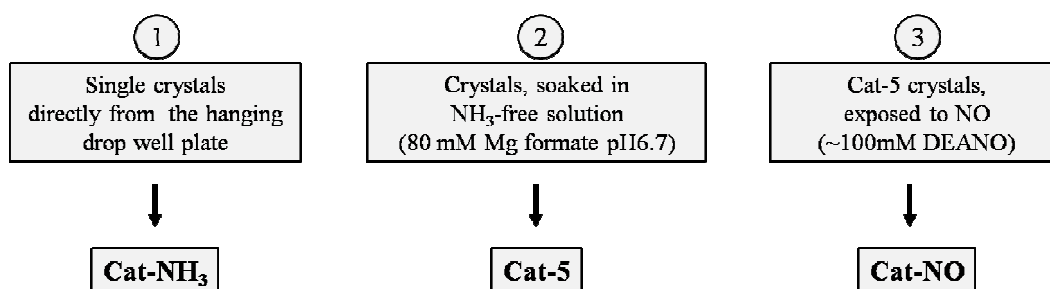 1
Single crystals
directly from the hanging
drop well plate
Cat-NH₃
2
Crystals, soaked in
NH₃-free solution
(80 mM Mg formate pH6.7)
Cat-5
3
Cat-5 crystals,
exposed to NO
(~100mM DEANO)
Cat-NO